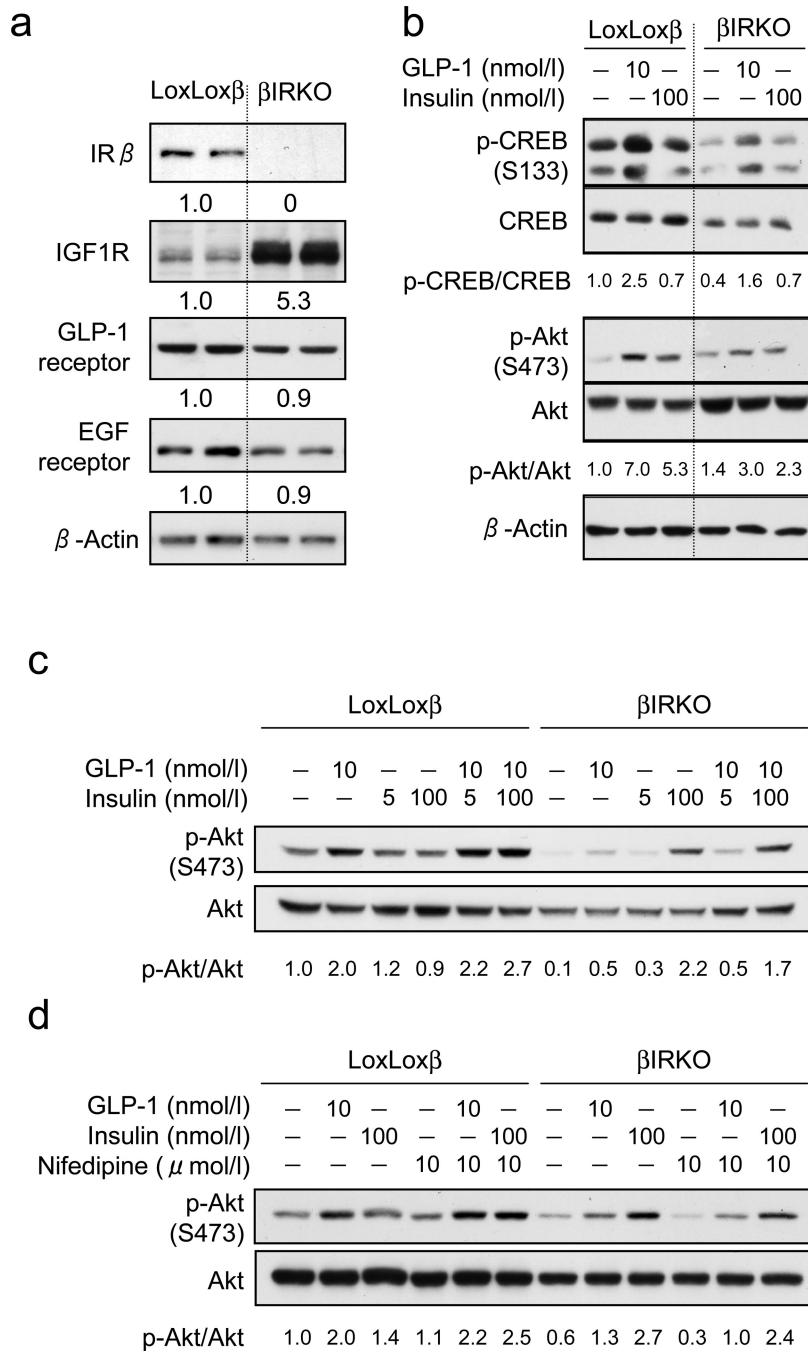 a
LoxLoxβ βIRKO
IRβ
1.0 0
IGF1R
1.0 5.3
GLP-1
receptor
1.0 0.9
EGF
receptor
1.0 0.9
β-Actin
b
LoxLoxβ βIRKO
GLP-1 (nmol/l) – 10 – – 10 –
Insulin (nmol/l) – – 100 – – 100
p-CREB
(S133)
CREB
p-CREB/CREB 1.0 2.5 0.7 0.4 1.6 0.7
p-Akt
(S473)
Akt
p-Akt/Akt 1.0 7.0 5.3 1.4 3.0 2.3
β-Actin
c
LoxLoxβ βIRKO
GLP-1 (nmol/l) – 10 10 10 – 10 10 10
Insulin (nmol/l) – – 5 100 5 100 – – 5 100 5 100
p-Akt
(S473)
Akt
p-Akt/Akt 1.0 2.0 1.2 0.9 2.2 2.7 0.1 0.5 0.3 2.2 0.5 1.7
d
LoxLoxβ βIRKO
GLP-1 (nmol/l) – 10 – – 10 – – 10 – – 10 –
Insulin (nmol/l) – – 100 – – 100 – – 100 – – 100
Nifedipine (μmol/l) – – – 10 10 10 – – – 10 10 10
p-Akt
(S473)
Akt
p-Akt/Akt 1.0 2.0 1.4 1.1 2.2 2.5 0.6 1.3 2.7 0.3 1.0 2.4